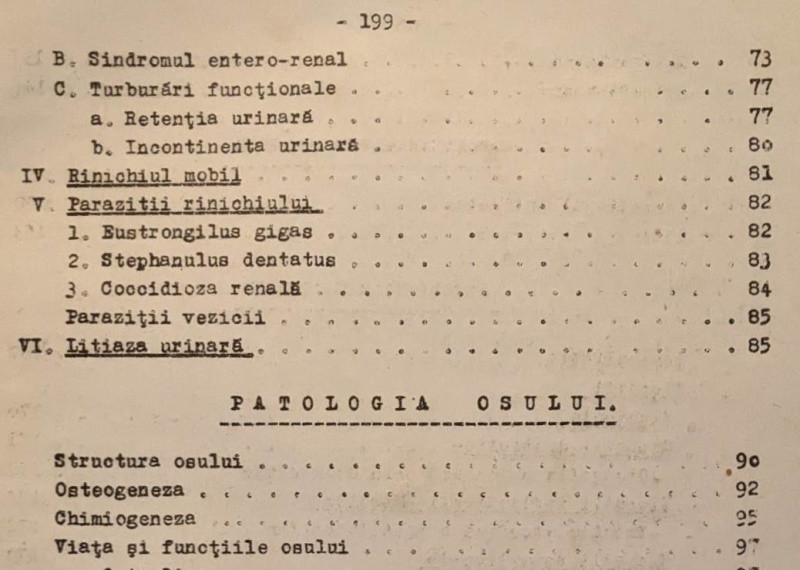 - 199 -
B. Sindromul entero-renal . . . . . . . . . . . . . . 73
C. Turburări funcţionale . . . . . . . . . . . . . . 77
a. Retenţia urinară . . . . . . . . . . . . . . 77
b. Incontinenta urinară . . . . . . . . . . . . . . 80
IV. Rinichiul mobil . . . . . . . . . . . . . . 81
V. Parazitii rinichiului . . . . . . . . . . . . . . 82
1. Eustrongilus gigas . . . . . . . . . . . . . . 82
2. Stephanulus dentatus . . . . . . . . . . . . . . 83
3. Coccidioza renală . . . . . . . . . . . . . . 84
Paraziţii vezicii . . . . . . . . . . . . . . 85
VI. Litiaza urinară . . . . . . . . . . . . . . 85
PATOLOGIA OSULUI.
Structura osului . . . . . . . . . . . . . . 90
Osteogeneza . . . . . . . . . . . . . . 92
Chimiogeneza . . . . . . . . . . . . . . 95
Viaţa şi funcţiile osului . . . . . . . . . . . . . . 97